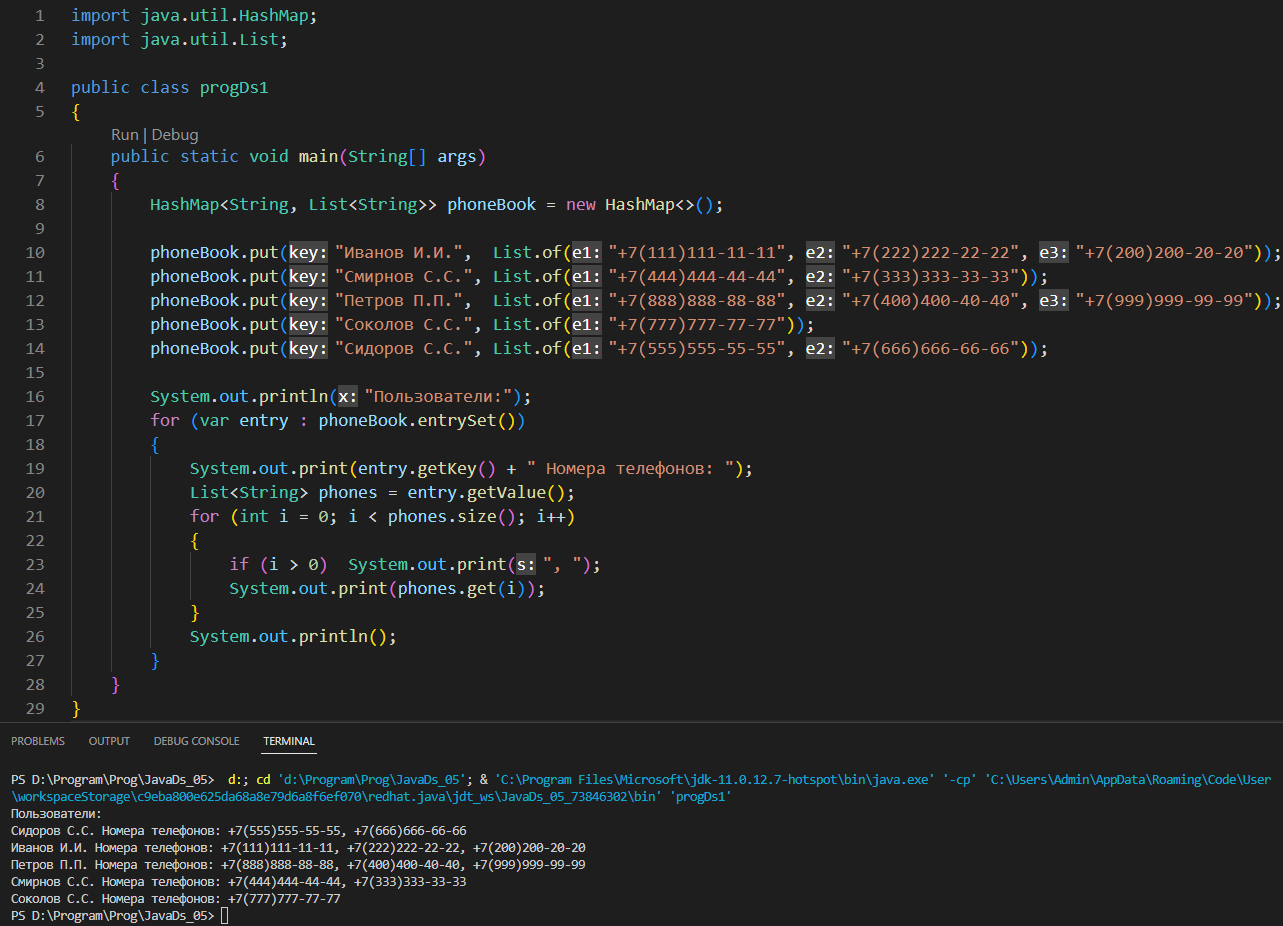 1 import java.util.HashMap;
2 import java.util.List;
3
4 public class progDs1
5 {
Run | Debug
6 public static void main(String[] args)
7 {
8 HashMap<String, List<String>> phoneBook = new HashMap<>();
9
10 phoneBook.put(key: "Иванов И.И.", List.of(e1: "+7(111)111-11-11", e2: "+7(222)222-22-22", e3: "+7(200)200-20-20"));
11 phoneBook.put(key: "Смирнов С.С.", List.of(e1: "+7(444)444-44-44", e2: "+7(333)333-33-33"));
12 phoneBook.put(key: "Петров П.П.", List.of(e1: "+7(888)888-88-88", e2: "+7(400)400-40-40", e3: "+7(999)999-99-99"));
13 phoneBook.put(key: "Соколов С.С.", List.of(e1: "+7(777)777-77-77"));
14 phoneBook.put(key: "Сидоров С.С.", List.of(e1: "+7(555)555-55-55", e2: "+7(666)666-66-66"));
15
16 System.out.println(x: "Пользователи:");
17 for (var entry : phoneBook.entrySet())
18 {
19 System.out.print(entry.getKey() + " Номера телефонов: ");
20 List<String> phones = entry.getValue();
21 for (int i = 0; i < phones.size(); i++)
22 {
23 if (i > 0) System.out.print(s: ", ");
24 System.out.print(phones.get(i));
25 }
26 System.out.println();
27 }
28 }
29 }
PROBLEMS OUTPUT DEBUG CONSOLE TERMINAL
PS D:\Program\Prog\JavaDs_05> d:; cd 'd:\Program\Prog\JavaDs_05'; & 'C:\Program Files\Microsoft\jdk-11.0.12.7-hotspot\bin\java.exe' '-cp' 'C:\Users\Admin\AppData\Roaming\Code\User
\workspaceStorage\c9eba800e625da68a8e79d6a8f6ef070\redhat.java\jdt_ws\JavaDs_05_73846302\bin' 'progDs1'
Пользователи:
Сидоров С.С. Номера телефонов: +7(555)555-55-55, +7(666)666-66-66
Иванов И.И. Номера телефонов: +7(111)111-11-11, +7(222)222-22-22, +7(200)200-20-20
Петров П.П. Номера телефонов: +7(888)888-88-88, +7(400)400-40-40, +7(999)999-99-99
Смирнов С.С. Номера телефонов: +7(444)444-44-44, +7(333)333-33-33
Соколов С.С. Номера телефонов: +7(777)777-77-77
PS D:\Program\Prog\JavaDs_05>